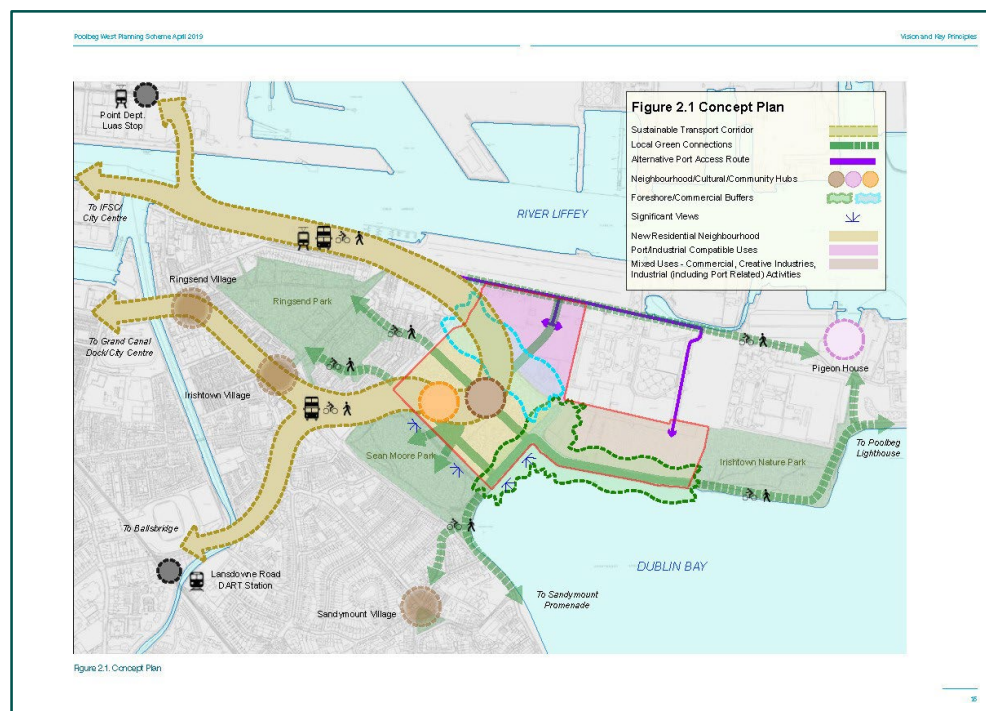 Poolbeg West Planning Scheme April 2019
Vision and Key Principles
Figure 2.1 Concept Plan
Sustainable Transport Corridor
Local Green Connections
Alternative Port Access Route
Neighbourhood/Cultural/Community Hubs
Foreshore/Commercial Buffers
Significant Views
New Residential Neighbourhood
Port/Industrial Compatible Uses
Mixed Uses - Commercial, Creative Industries,
Industrial (including Port Related) Activities
Point Dept.
Luas Stop
To IFSC/
City Centre
RIVER LIFFEY
Ringsend Village
Ringsend Park
To Grand Canal
Dock/City Centre
Irishtown Village
Pigeon House
Sean Moore Park
Irishtown Nature Park
To Poolbeg
Lighthouse
To Ballsbridge
Lansdowne Road
DART Station
DUBLIN BAY
To Sandymount
Promenade
Sandymount Village
Figure 2.1. Concept Plan
15